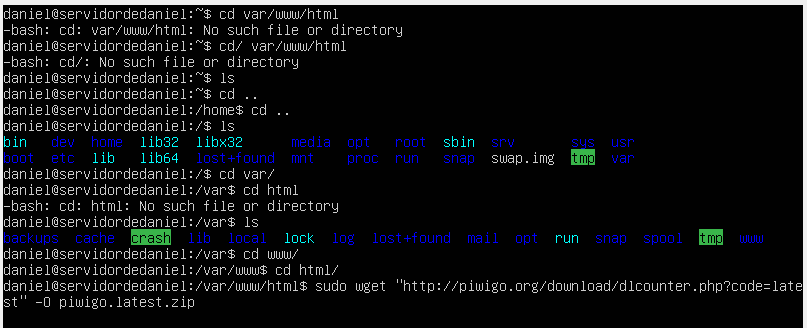 daniel@servidordedaniel:~$ cd var/www/html
-bash: cd: var/www/html: No such file or directory
daniel@servidordedaniel:~$ cd/ var/www/html
-bash: cd/: No such file or directory
daniel@servidordedaniel:~$ ls
daniel@servidordedaniel:~$ cd ..
daniel@servidordedaniel:/home$ cd ..
daniel@servidordedaniel:/$ ls
bin dev home lib32 libx32 media opt root sbin srv sys usr
boot etc lib lib64 lost+found mnt proc run snap swap.img tmp var
daniel@servidordedaniel:/$ cd var/
daniel@servidordedaniel:/var$ cd html
-bash: cd: html: No such file or directory
daniel@servidordedaniel:/var$ ls
backups cache crash lib local lock log lost+found mail opt run snap spool tmp www
daniel@servidordedaniel:/var$ cd www/
daniel@servidordedaniel:/var/www$ cd html/
daniel@servidordedaniel:/var/www/html$ sudo wget "http://piwigo.org/download/dlcounter.php?code=late
st" -O piwigo.latest.zip